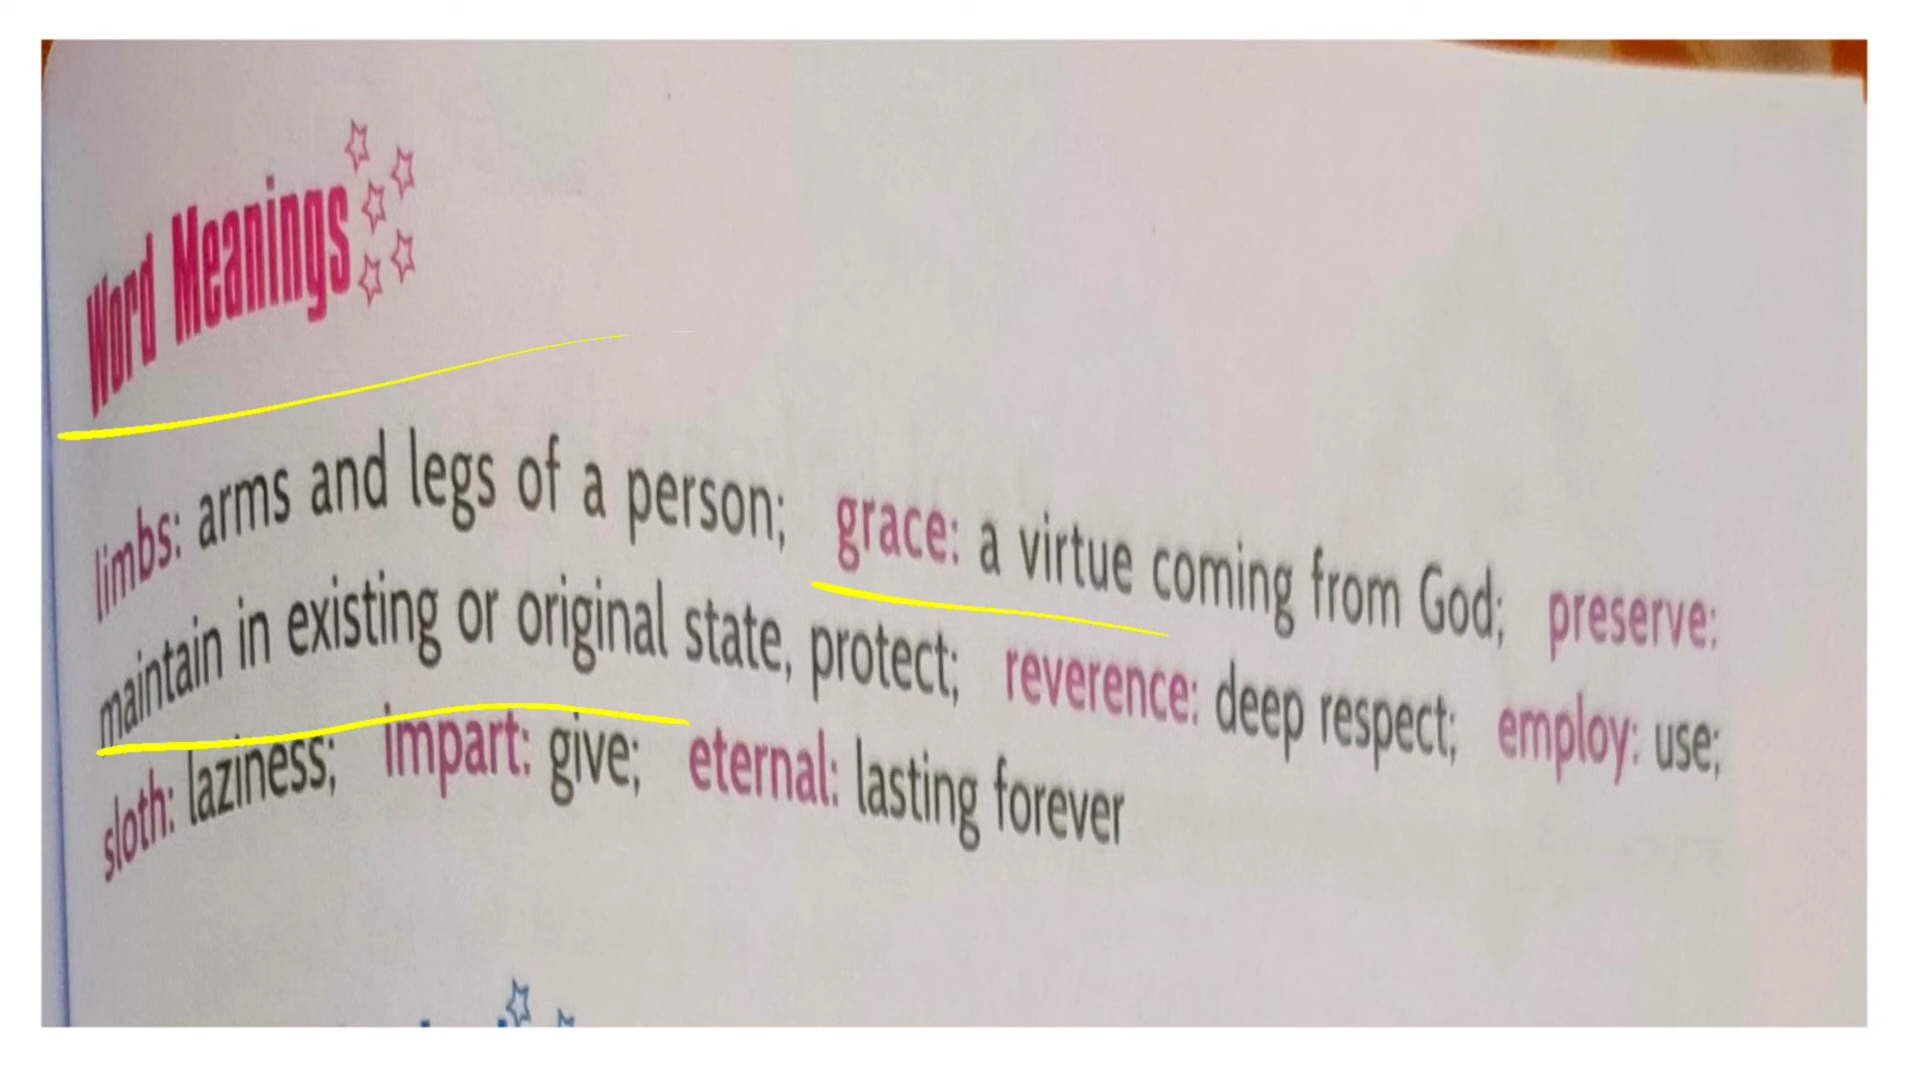 Word Meanings
limbs: arms and legs of a person; grace: a virtue coming from God; preserve:
maintain in existing or original state, protect; reverence: deep respect; employ: use;
sloth: laziness; impart: give; eternal: lasting forever